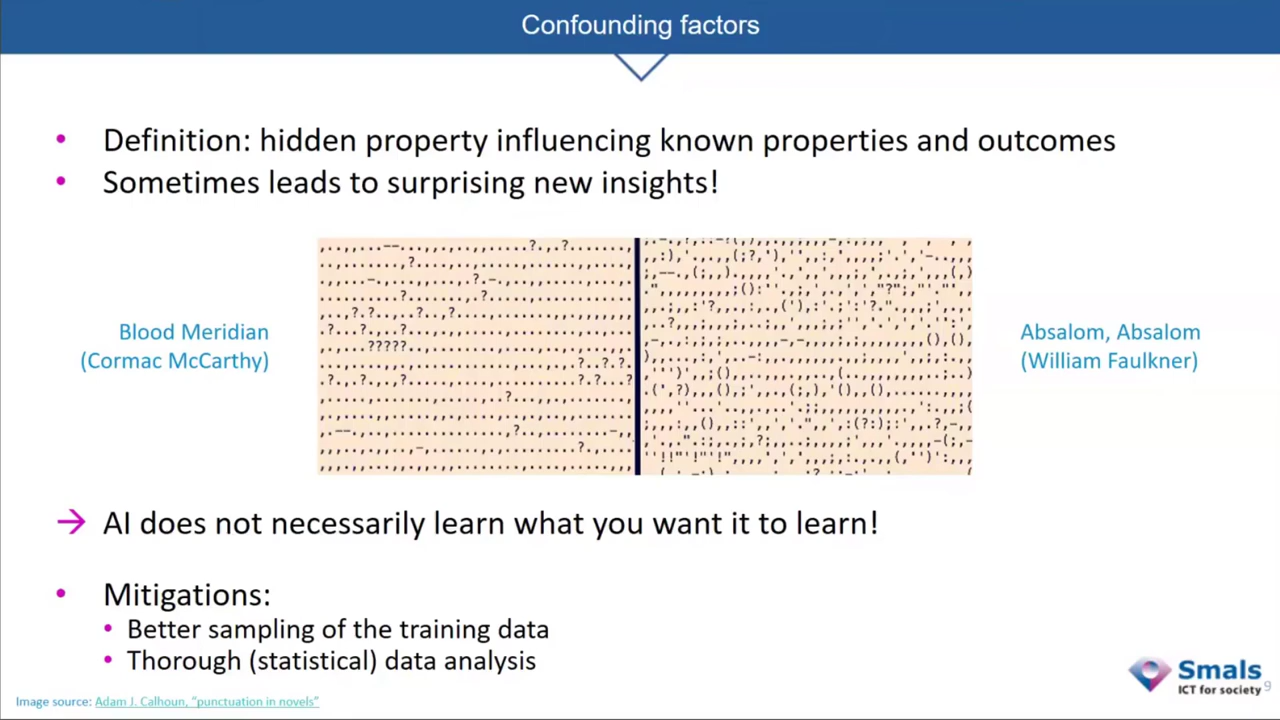 Confounding factors
• Definition: hidden property influencing known properties and outcomes
• Sometimes leads to surprising new insights!
Blood Meridian
(Cormac McCarthy)
Absalom, Absalom
(William Faulkner)
→ AI does not necessarily learn what you want it to learn!
• Mitigations:
• Better sampling of the training data
• Thorough (statistical) data analysis
Smals
ICT for society
9
Image source: Adam J. Calhoun, “punctuation in novels”